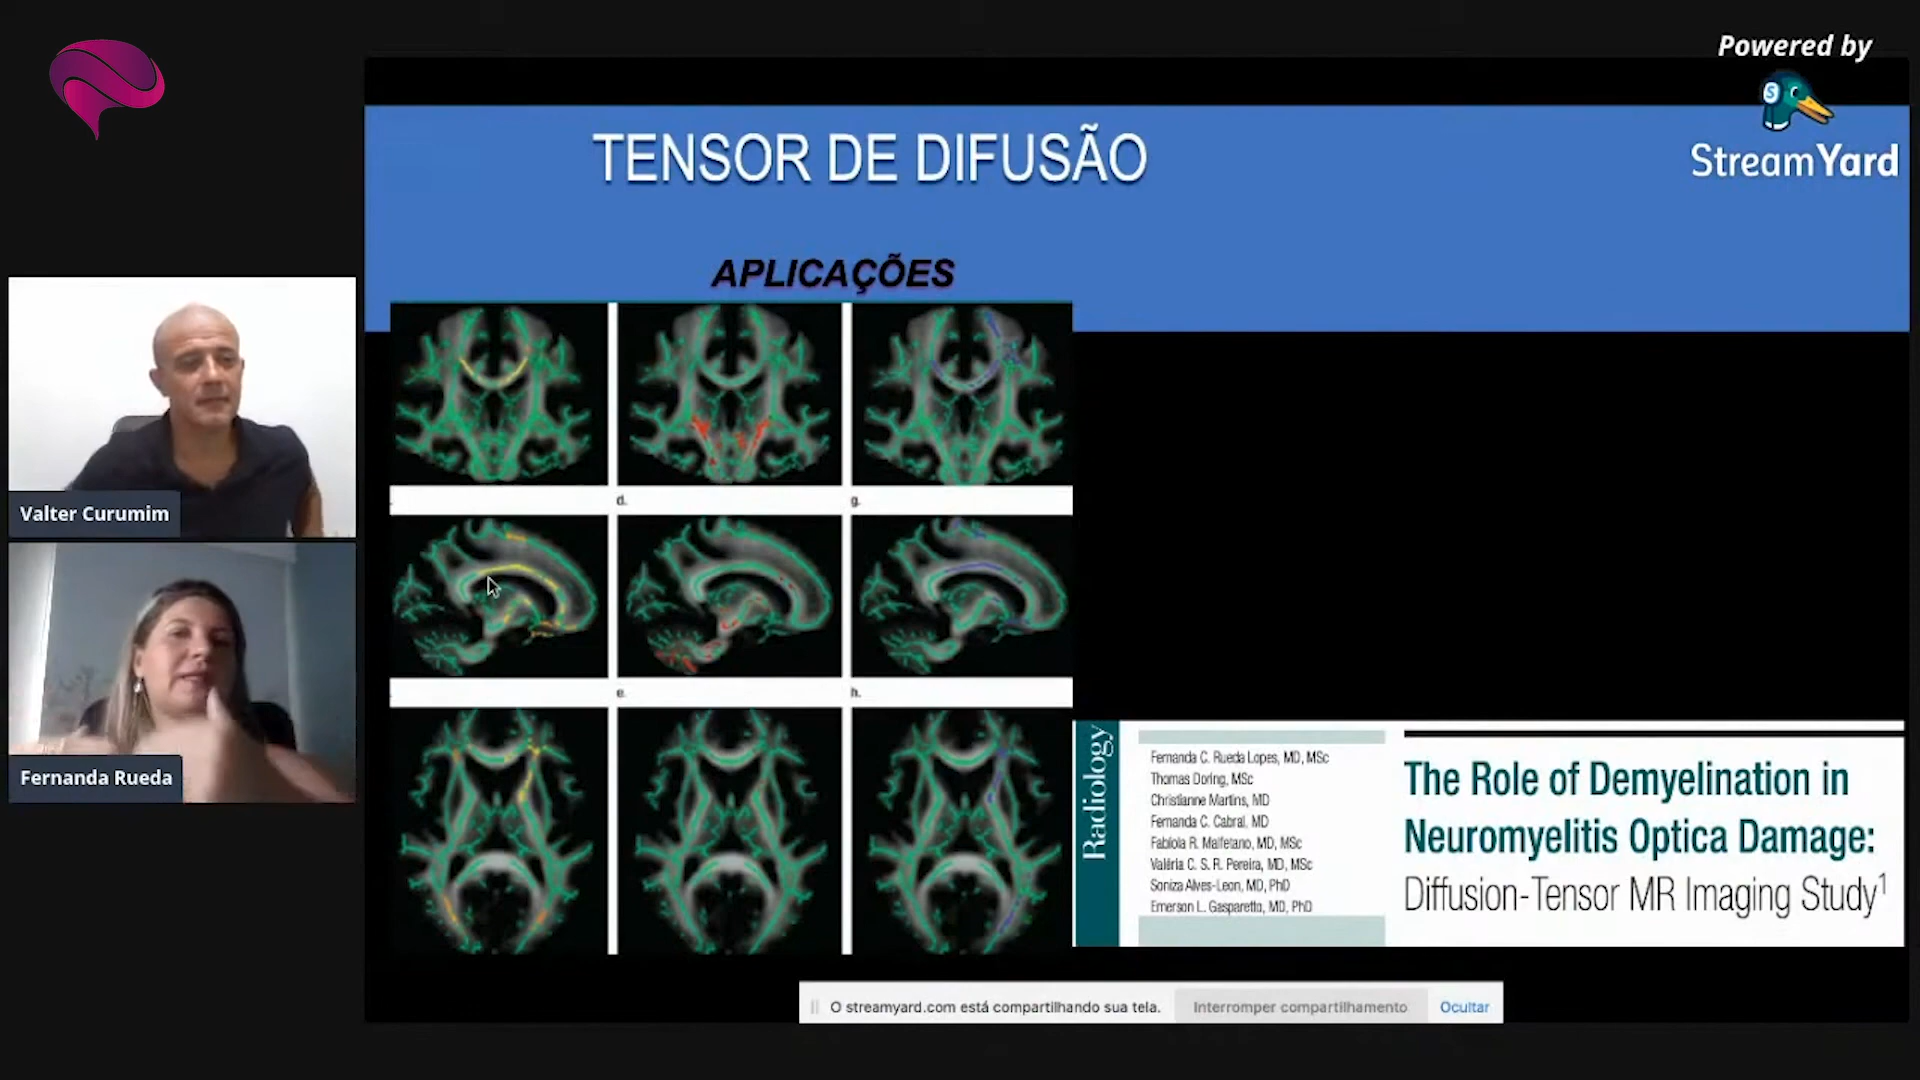 Powered by
StreamYard
TENSOR DE DIFUSÃO
APLICAÇÕES
d.
g.
e.
h.
Valter Curumim
Fernanda Rueda
Radiology
Fernanda C. Rueda Lopes, MD, MSc
Thomas Doring, MSc
Christianne Martins, MD
Fernanda C. Cabral, MD
Fabíola R. Malfetano, MD, MSc
Valéria C. S. R. Pereira, MD, MSc
Soniza Alves-Leon, MD, PhD
Emerson L. Gasparetto, MD, PhD
The Role of Demyelination in
Neuromyelitis Optica Damage:
Diffusion-Tensor MR Imaging Study1
O streamyard.com está compartilhando sua tela.
Interromper compartilhamento
Ocultar